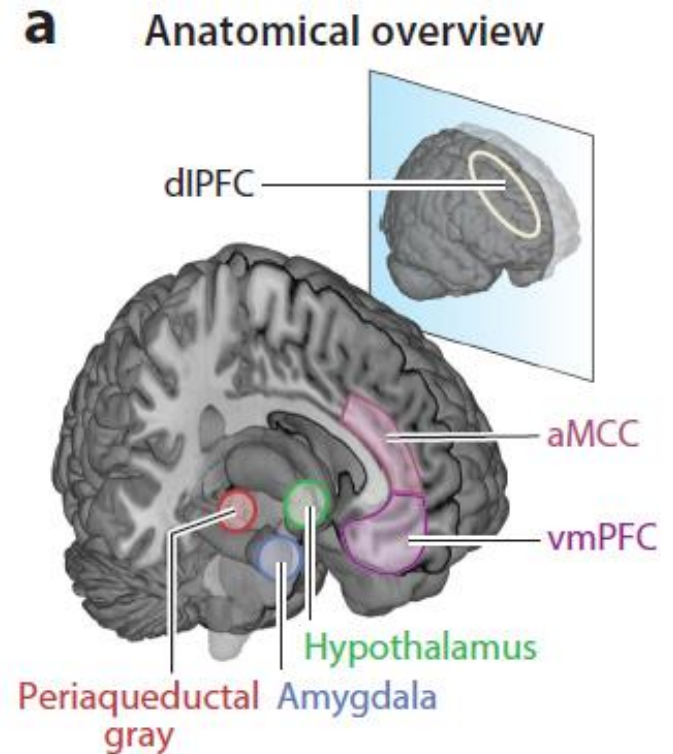 a
Anatomical overview
dlPFC
aMCC
vmPFC
Hypothalamus
Periaqueductal
gray
Amygdala